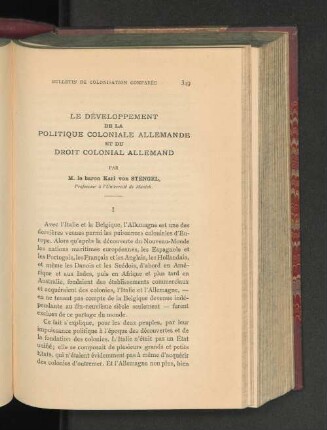 BULLETIN DE COLONISATION COMPARÉE
LE DÉVELOPPEMENT
DE LA
POLITIQUE COLONIALE ALLEMANDE
ET DU
DROIT COLONIAL ALLEMAND
PAR
M. le baron Karl von STENGEL,
Professeur à l'Université de Munich.
I
Avec l'Italie et la Belgique, l'Allemagne est une des
dernières venues parmi les puissances coloniales d'Eu-
rope. Alors qu'après la découverte du Nouveau-Monde
les nations maritimes européennes, les Espagnols et
les Portugais, les Français et les Anglais, les Hollandais,
et même les Danois et les Suédois, d'abord en Amé-
rique et aux Indes, puis en Afrique et plus tard en
Australie, fondaient des établissements commerciaux
et acquéraient des colonies, l'Italie et l'Allemagne, —
en ne tenant pas compte de la Belgique devenue indé-
pendante au dix-neuvième siècle seulement — furent
exclues de ce partage du monde.
Ce fait s'explique, pour les deux peuples, par leur
impuissance politique à l'époque des découvertes et de
la fondation des colonies. L'Italie n'était pas un État
unifié; elle se composait de plusieurs grands et petits
États, qui n'étaient évidemment pas à même d'acquérir
des colonies d'outremer. Et l'Allemagne non plus, bien